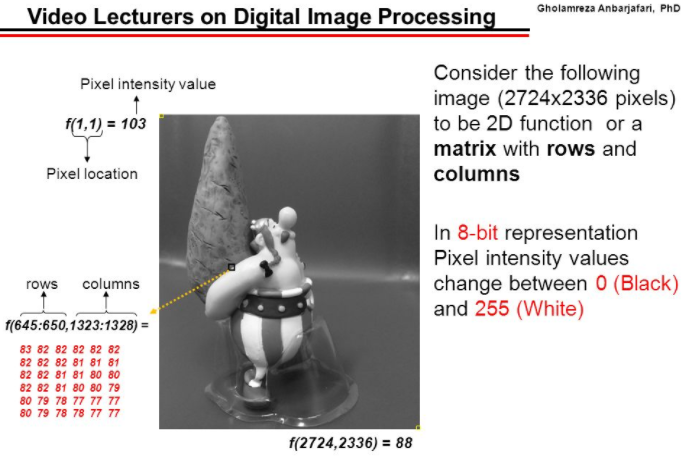 Video Lecturers on Digital Image Processing
Gholamreza Anbarjafari, PhD
Pixel intensity value
f(1,1) = 103
Pixel location
rows columns
f(645:650,1323:1328) =
83 82 82 82 82 82
82 82 82 81 81 81
82 82 81 81 80 80
82 82 81 80 80 79
80 79 78 77 77 77
80 79 78 78 77 77
f(2724,2336) = 88
Consider the following
image (2724x2336 pixels)
to be 2D function or a
matrix with rows and
columns
In 8-bit representation
Pixel intensity values
change between 0 (Black)
and 255 (White)